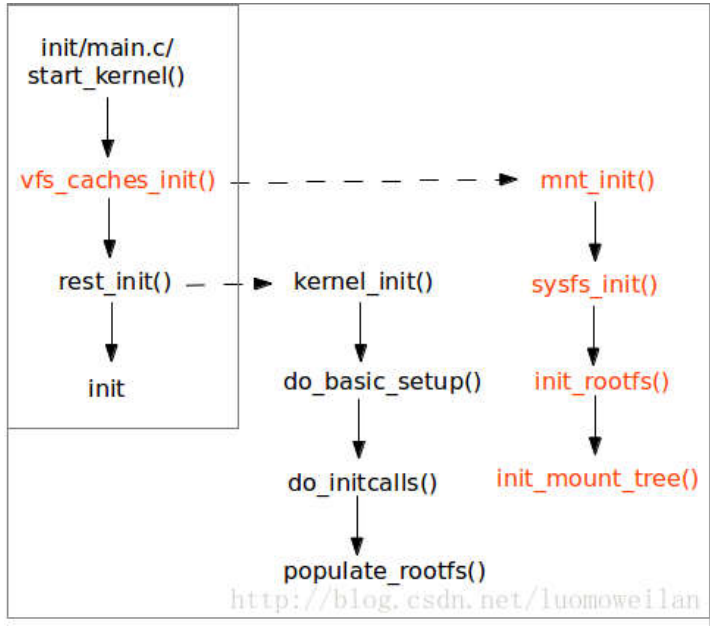 init/main.c/
start_kernel()
vfs_caches_init()
mnt_init()
rest_init()
kernel_init()
sysfs_init()
init
do_basic_setup()
init_rootfs()
do_initcalls()
init_mount_tree()
populate_rootfs()
http://blog.csdn.net/luomoweilan